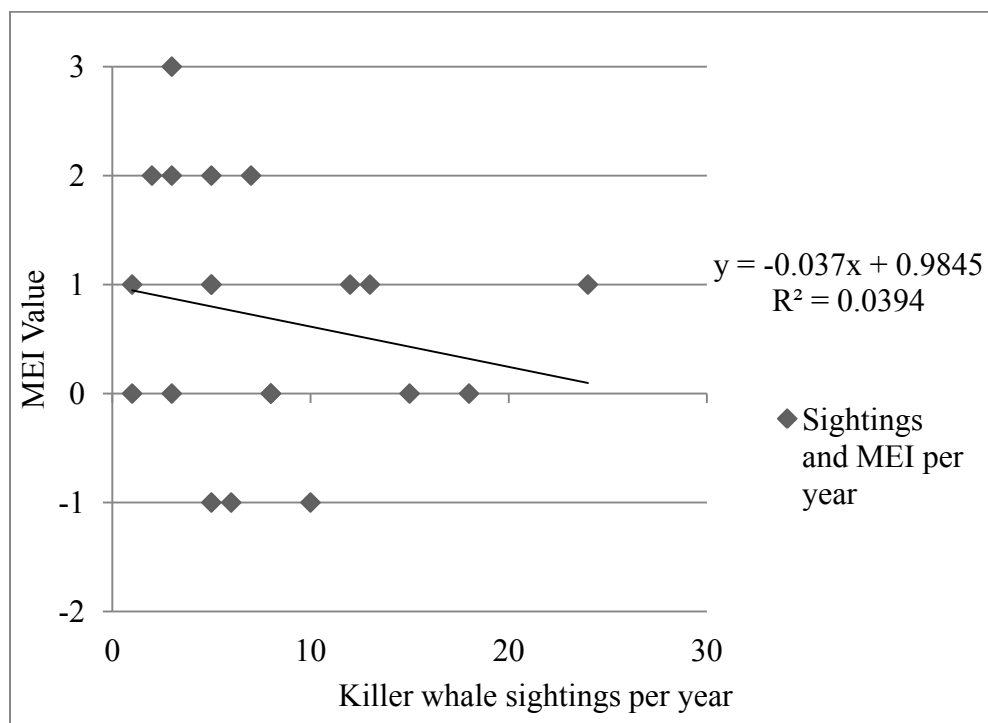 3
2
1
0
-1
-2
MEI Value
0
10
20
30
Killer whale sightings per year
y = -0.037x + 0.9845
R² = 0.0394
Sightings
and MEI per
year